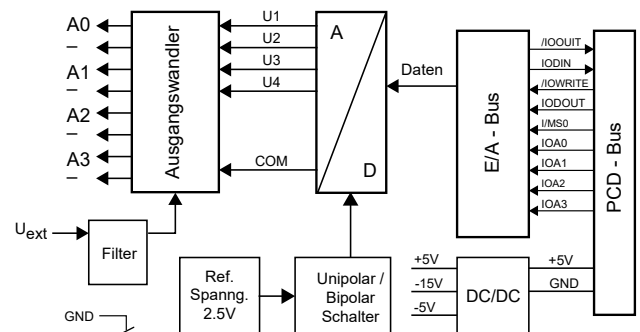 A0
–
A1
–
A2
–
A3
–
Ausgangswandler
U1
U2
U3
U4
COM
A
D
Daten
E/A - Bus
/IOOUIT
IODIN
/IOWRITE
IODOUT
I/MS0
IOA0
IOA1
IOA2
IOA3
PCD - Bus
Uext
Filter
Ref.
Spanng.
2.5V
Unipolar /
Bipolar
Schalter
+5V
-15V
-5V
DC/DC
+5V
GND
GND